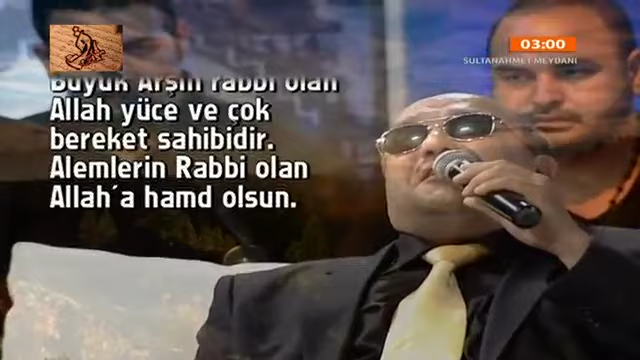 03:00
SULTANAHMET MEYDANI
Büyük Arşın rabbi olan
Allah yüce ve çok
bereket sahibidir.
Alemlerin Rabbi olan
Allah´a hamd olsun.